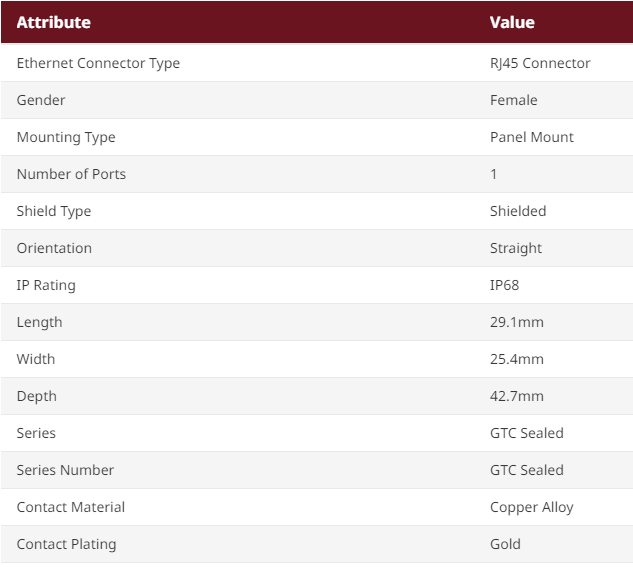 Attribute Value
Ethernet Connector Type RJ45 Connector
Gender Female
Mounting Type Panel Mount
Number of Ports 1
Shield Type Shielded
Orientation Straight
IP Rating IP68
Length 29.1mm
Width 25.4mm
Depth 42.7mm
Series GTC Sealed
Series Number GTC Sealed
Contact Material Copper Alloy
Contact Plating Gold